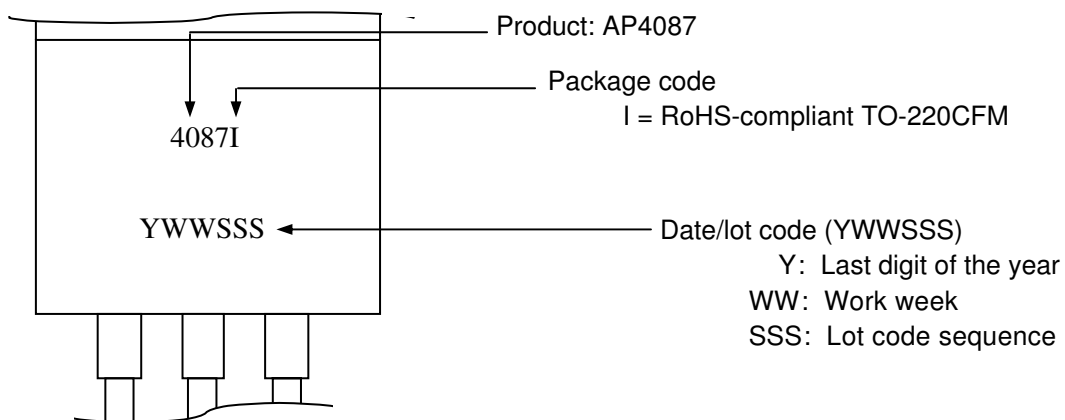 Product: AP4087
Package code
I = RoHS-compliant TO-220CFM
4087I
YWWSSS
Date/lot code (YWWSSS)
Y: Last digit of the year
WW: Work week
SSS: Lot code sequence